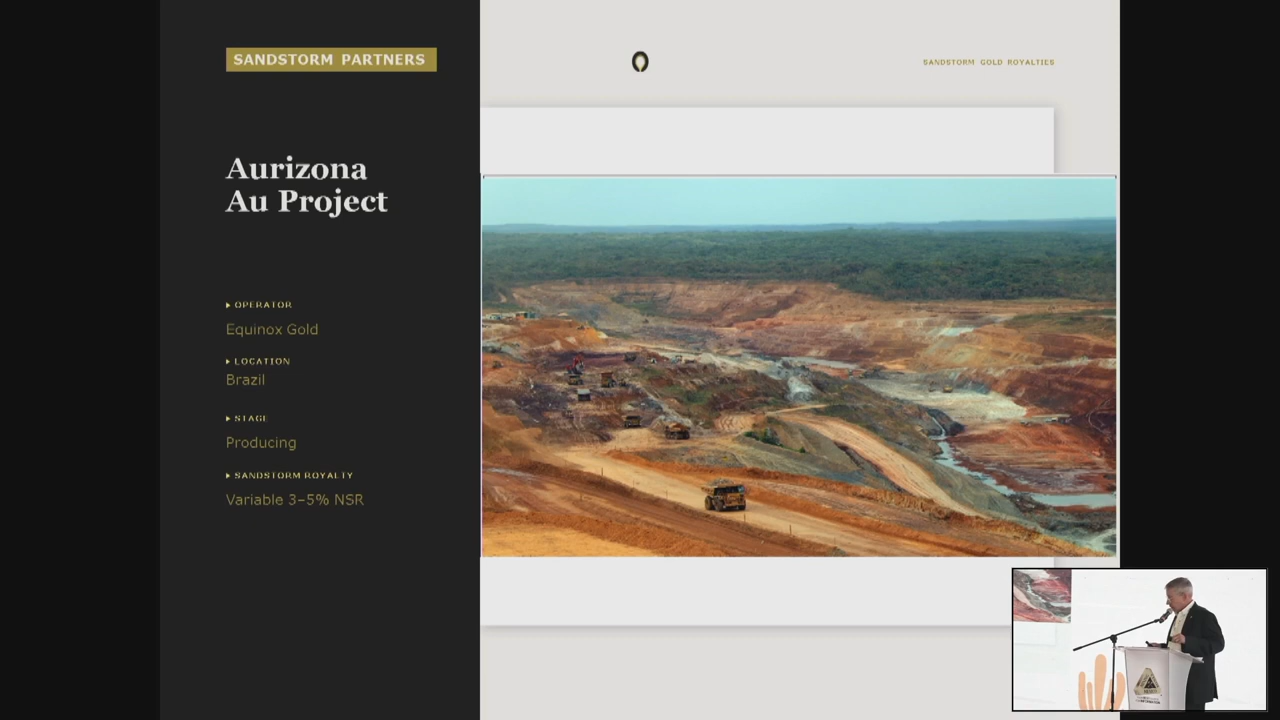 SANDSTORM PARTNERS
SANDSTORM GOLD ROYALTIES
Aurizona
Au Project
OPERATOR
Equinox Gold
LOCATION
Brazil
STAGE
Producing
SANDSTORM ROYALTY
Variable 3–5% NSR